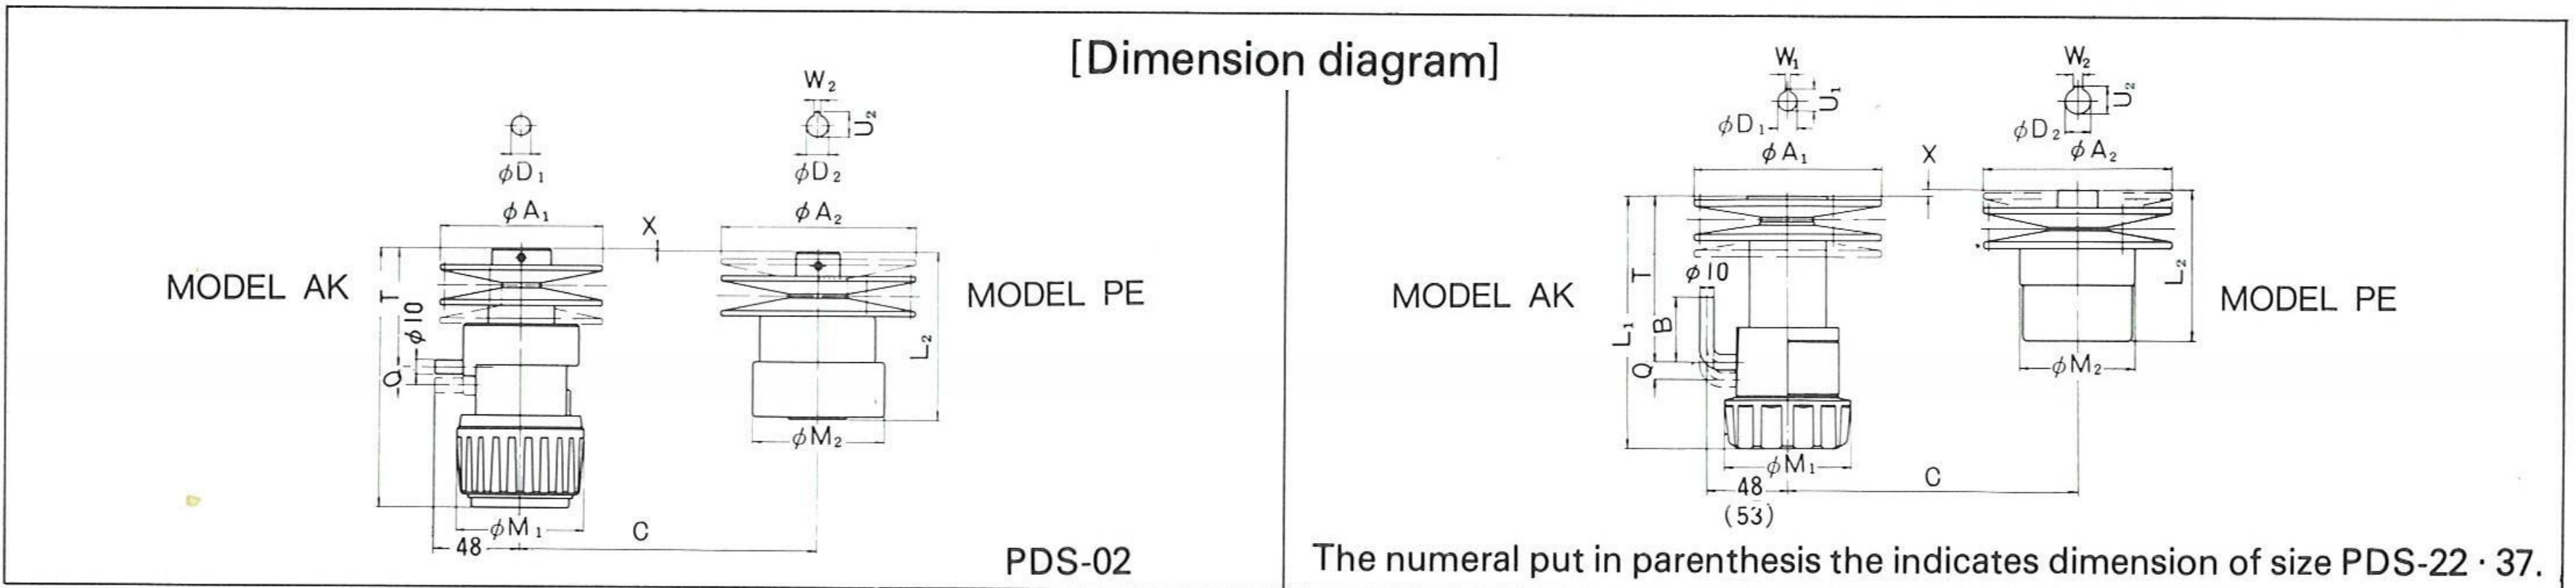 [Dimension diagram]
W2
U2
φD1
φD2
φA1
φA2
X
MODEL AK
MODEL PE
T
φ10
Q
L2
φM2
φM1
C
48
PDS-02
W1
W2
U1
U2
φD1
φD2
φA1
φA2
X
MODEL AK
MODEL PE
φ10
T
B
L1
Q
L2
φM2
φM1
C
48
(53)
The numeral put in parenthesis the indicates dimension of size PDS-22 · 37.